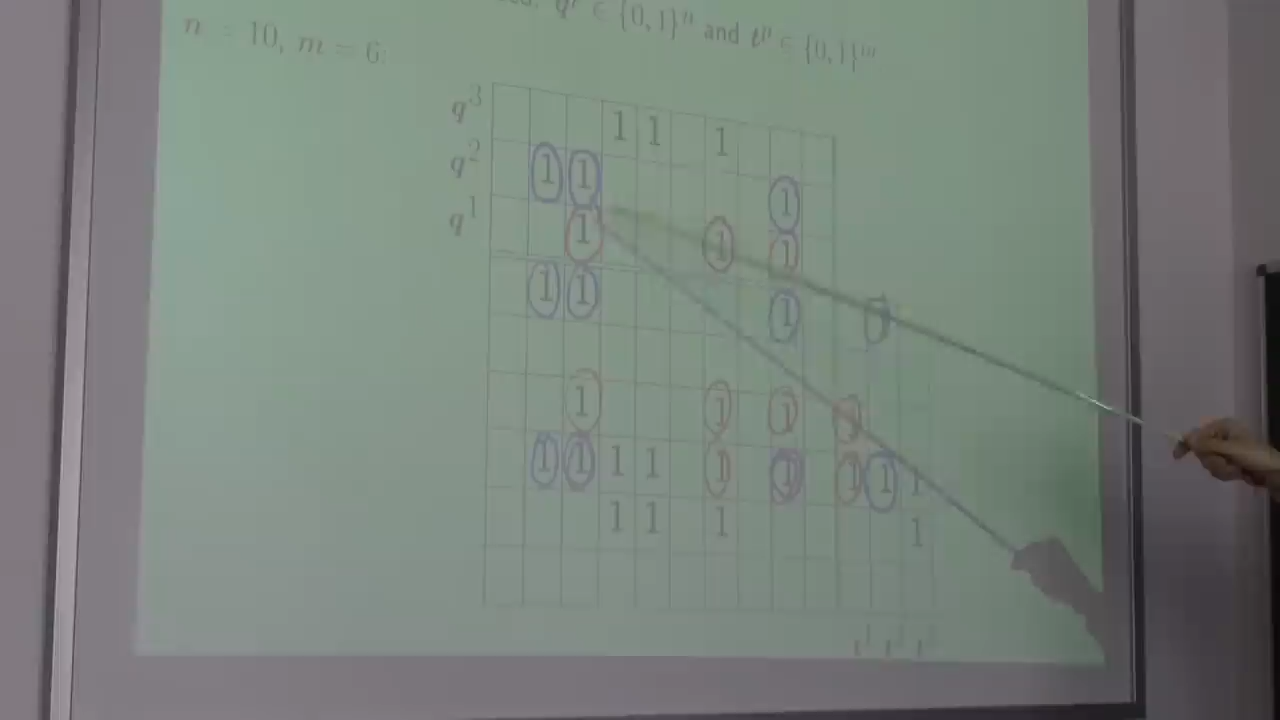 q^μ ∈ {0,1}^n and t^μ ∈ {0,1}^m
n = 10, m = 6:
q^3 1 1 1
q^2 1 1 1
q^1 1 1 1
1 1 1 1
1 1 1 1
1 1 1 1 1 1 1 1 1
1 1 1 1
t^1 t^2 t^3